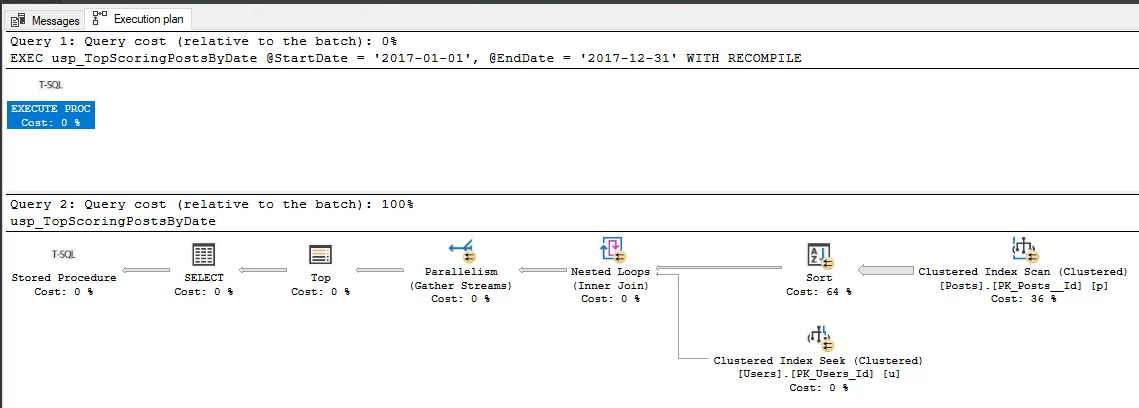 Messages
Execution plan
Query 1: Query cost (relative to the batch): 0%
EXEC usp_TopScoringPostsByDate @StartDate = '2017-01-01', @EndDate = '2017-12-31' WITH RECOMPILE
T-SQL
EXECUTE PROC
Cost: 0 %
Query 2: Query cost (relative to the batch): 100%
usp_TopScoringPostsByDate
T-SQL
Stored Procedure
Cost: 0 %
SELECT
Cost: 0 %
Top
Cost: 0 %
Parallelism
(Gather Streams)
Cost: 0 %
Nested Loops
(Inner Join)
Cost: 0 %
A
Z
Sort
Cost: 64 %
Clustered Index Scan (Clustered)
[Posts].[PK_Posts__Id] [p]
Cost: 36 %
Clustered Index Seek (Clustered)
[Users].[PK_Users_Id] [u]
Cost: 0 %